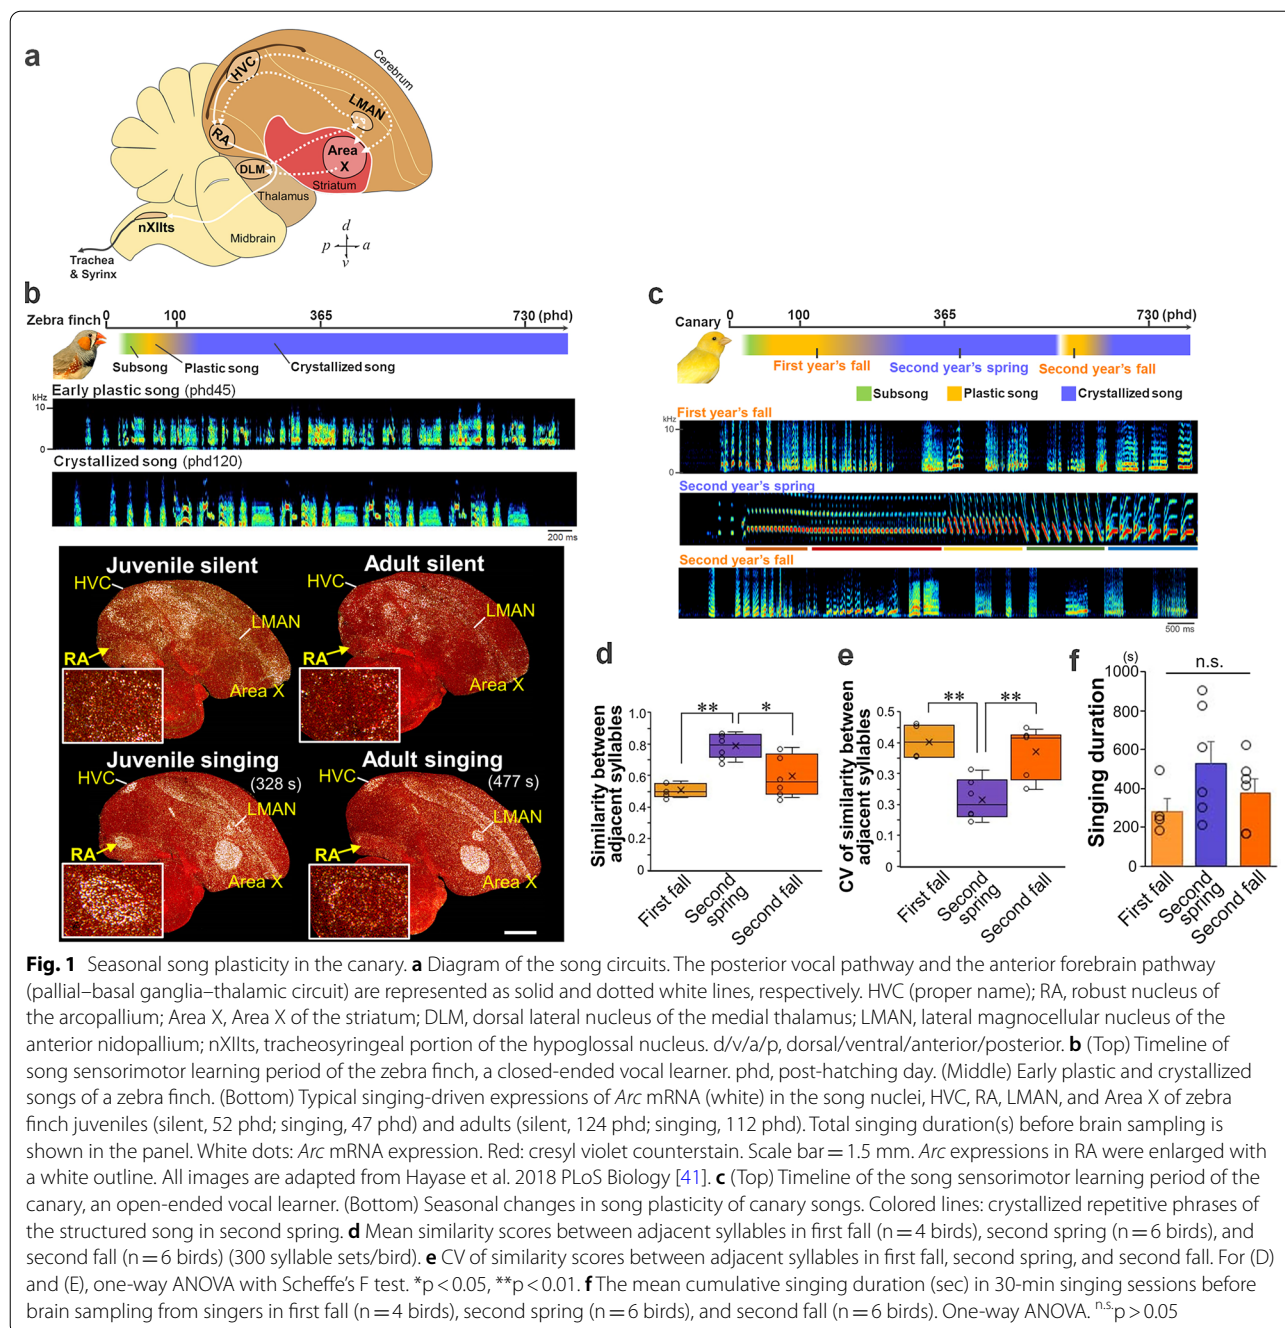 a
HVC
Cerebrum
LMAN
RA
Area
X
DLM
Striatum
Thalamus
nXIIts
Midbrain
Trachea
& Syrinx
d
p
a
v
b
Zebra finch
0
100
365
730 (phd)
Subsong
Plastic song
Crystallized song
Early plastic song (phd45)
kHz
10
0
Crystallized song (phd120)
200 ms
Juvenile silent
HVC
LMAN
RA
Area X
Adult silent
HVC
LMAN
RA
Area X
Juvenile singing
HVC
(328 s)
LMAN
RA
Area X
Adult singing
HVC
(477 s)
LMAN
RA
Area X
c
Canary
0
100
365
730 (phd)
First year's fall
Second year's spring
Second year's fall
Subsong
Plastic song
Crystallized song
First year's fall
kHz
10
0
Second year's spring
Second year's fall
500 ms
d
Similarity between
adjacent syllables
1.0
0.8
0.6
0.4
0.2
0
**
*
First fall
Second
spring
Second fall
e
CV of similarity between
adjacent syllables
0.5
0.4
0.3
0.3
0.1
0
**
**
First fall
Second
spring
Second fall
f
(s)
Singing duration
1000
800
600
400
200
0
n.s.
First fall
Second
spring
Second fall
Fig. 1 Seasonal song plasticity in the canary. a Diagram of the song circuits. The posterior vocal pathway and the anterior forebrain pathway
(pallial–basal ganglia–thalamic circuit) are represented as solid and dotted white lines, respectively. HVC (proper name); RA, robust nucleus of
the arcopallium; Area X, Area X of the striatum; DLM, dorsal lateral nucleus of the medial thalamus; LMAN, lateral magnocellular nucleus of the
anterior nidopallium; nXIIts, tracheosyringeal portion of the hypoglossal nucleus. d/v/a/p, dorsal/ventral/anterior/posterior. b (Top) Timeline of
song sensorimotor learning period of the zebra finch, a closed-ended vocal learner. phd, post-hatching day. (Middle) Early plastic and crystallized
songs of a zebra finch. (Bottom) Typical singing-driven expressions of Arc mRNA (white) in the song nuclei, HVC, RA, LMAN, and Area X of zebra
finch juveniles (silent, 52 phd; singing, 47 phd) and adults (silent, 124 phd; singing, 112 phd). Total singing duration(s) before brain sampling is
shown in the panel. White dots: Arc mRNA expression. Red: cresyl violet counterstain. Scale bar = 1.5 mm. Arc expressions in RA were enlarged with
a white outline. All images are adapted from Hayase et al. 2018 PLoS Biology [41]. c (Top) Timeline of the song sensorimotor learning period of the
canary, an open-ended vocal learner. (Bottom) Seasonal changes in song plasticity of canary songs. Colored lines: crystallized repetitive phrases of
the structured song in second spring. d Mean similarity scores between adjacent syllables in first fall (n = 4 birds), second spring (n = 6 birds), and
second fall (n = 6 birds) (300 syllable sets/bird). e CV of similarity scores between adjacent syllables in first fall, second spring, and second fall. For (D)
and (E), one-way ANOVA with Scheffe's F test. *p < 0.05, **p < 0.01. f The mean cumulative singing duration (sec) in 30-min singing sessions before
brain sampling from singers in first fall (n = 4 birds), second spring (n = 6 birds), and second fall (n = 6 birds). One-way ANOVA. n.s.p > 0.05